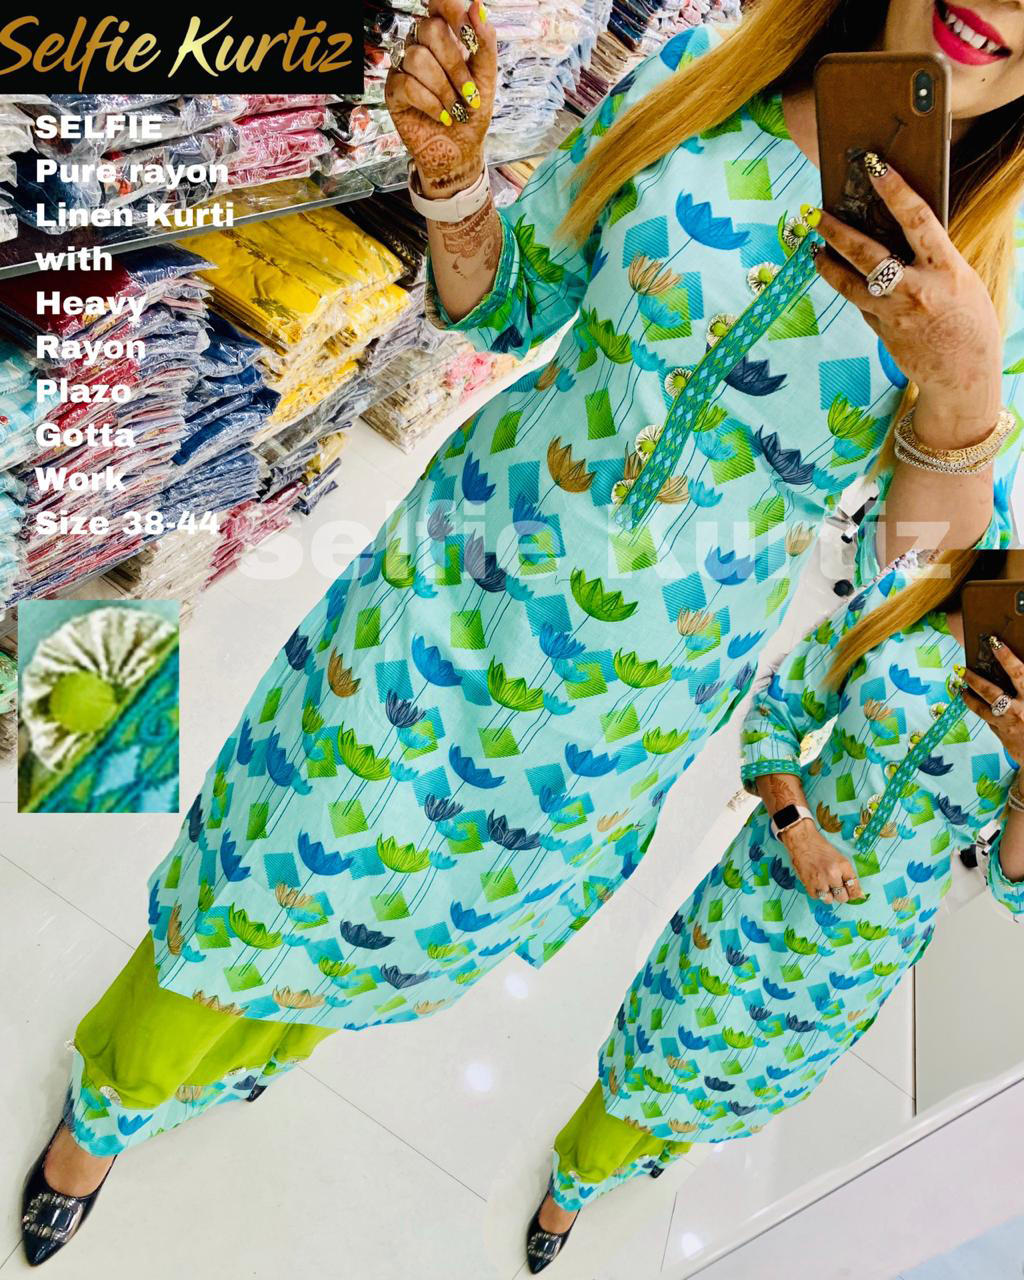 Selfie Kurtiz
SELFIE
Pure rayon
Linen Kurti
with
Heavy
Rayon
Plazo
Gotta
Work
Size 38-44
Selfie Kurtiz